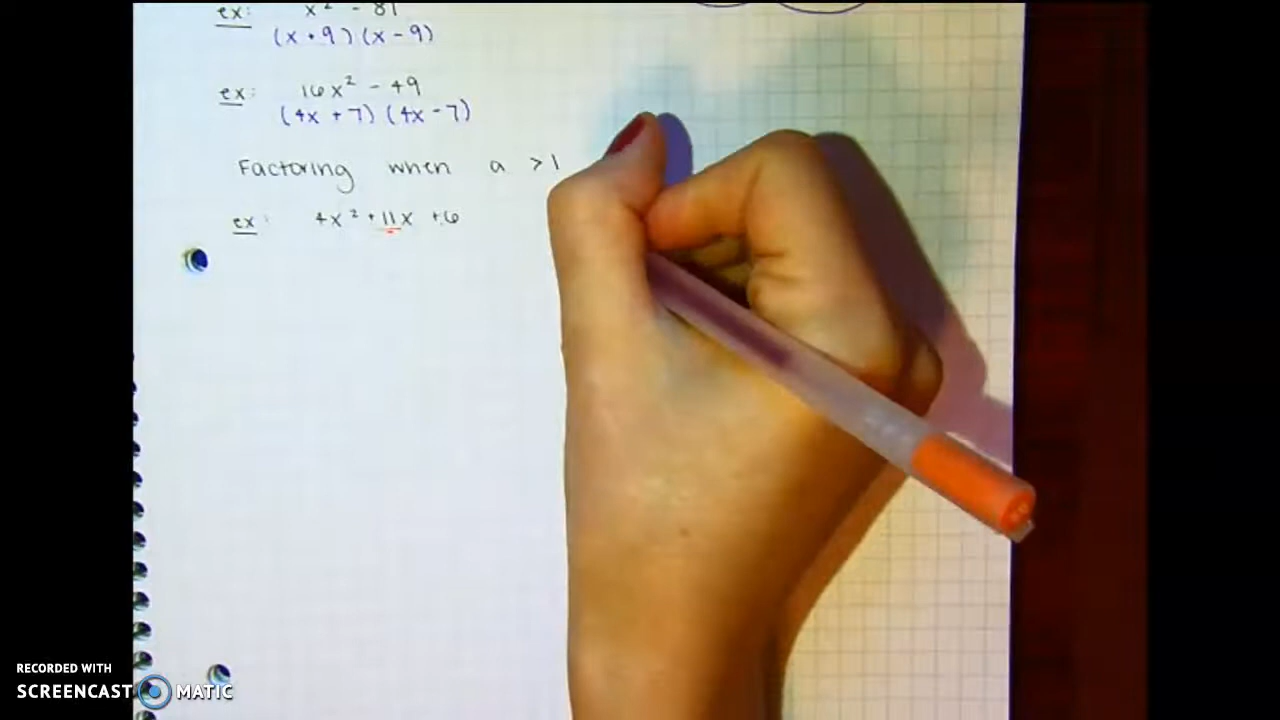 ex: x² - 81
(x + 9)(x - 9)
ex: 16x² - 49
(4x + 7)(4x - 7)
Factoring when a > 1
ex: 4x² + 11x + 6
RECORDED WITH
SCREENCAST MATIC